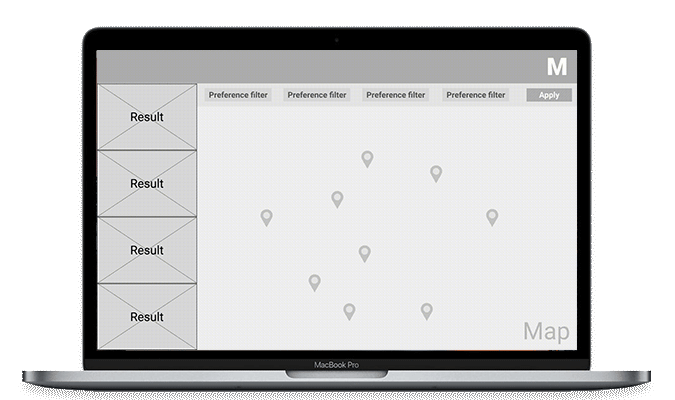 M
Preference filter Preference filter Preference filter Preference filter Apply
Result
Result
Result
Result
Map
MacBook Pro